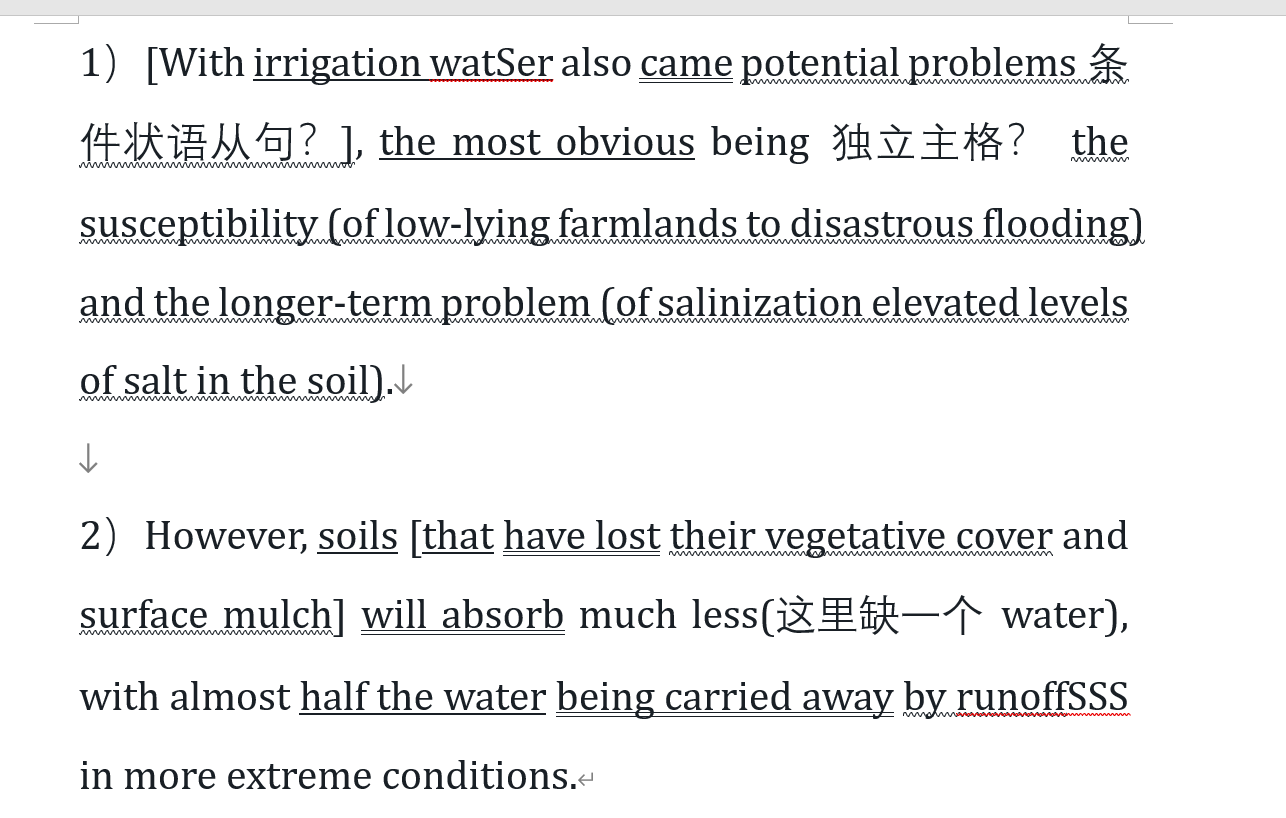 1）[With irrigation watSer also came potential problems 条
件状语从句？], the most obvious being 独立主格？ the
susceptibility (of low-lying farmlands to disastrous flooding)
and the longer-term problem (of salinization elevated levels
of salt in the soil).↓
↓
2）However, soils [that have lost their vegetative cover and
surface mulch] will absorb much less(这里缺一个 water),
with almost half the water being carried away by runoffSSS
in more extreme conditions.↵